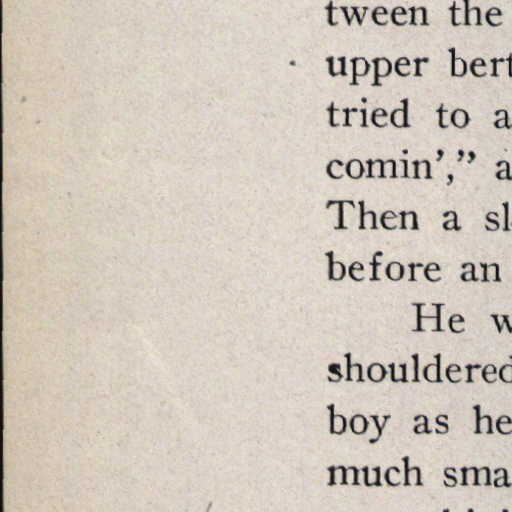 tween the
upper bert
tried to a
comin'," a
Then a sl
before an
He w
shouldered
boy as he
much sma